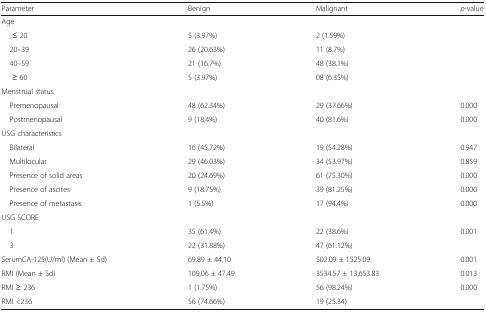 Parameter Benign Malignant p-value
Age
≤ 20 5 (3.97%) 2 (1.59%)
20–39 26 (20.63%) 11 (8.7%)
40–59 21 (16.7%) 48 (38.1%)
≥ 60 5 (3.97%) 08 (6.35%)
Menstrual status
Premenopausal 48 (62.34%) 29 (37.66%) 0.000
Postmenopausal 9 (18.4%) 40 (81.6%) 0.000
USG characteristics
Bilateral 16 (45.72%) 19 (54.28%) 0.947
Multilocular 29 (46.03%) 34 (53.97%) 0.859
Presence of solid areas 20 (24.69%) 61 (75.30%) 0.000
Presence of ascites 9 (18.75%) 39 (81.25%) 0.000
Presence of metastasis 1 (5.5%) 17 (94.4%) 0.000
USG SCORE
1 35 (61.4%) 22 (38.6%) 0.001
3 22 (31.88%) 47 (61.12%)
SerumCA-125(U/ml) (Mean ± Sd) 69.89 ± 44.10 502.09 ± 1525.09 0.001
RMI (Mean ± Sd) 109.06 ± 47.49 3534.57 ± 13,653.83 0.013
RMI ≥ 236 1 (1.75%) 56 (98.24%) 0.000
RMI <236 56 (74.66%) 19 (25.34)